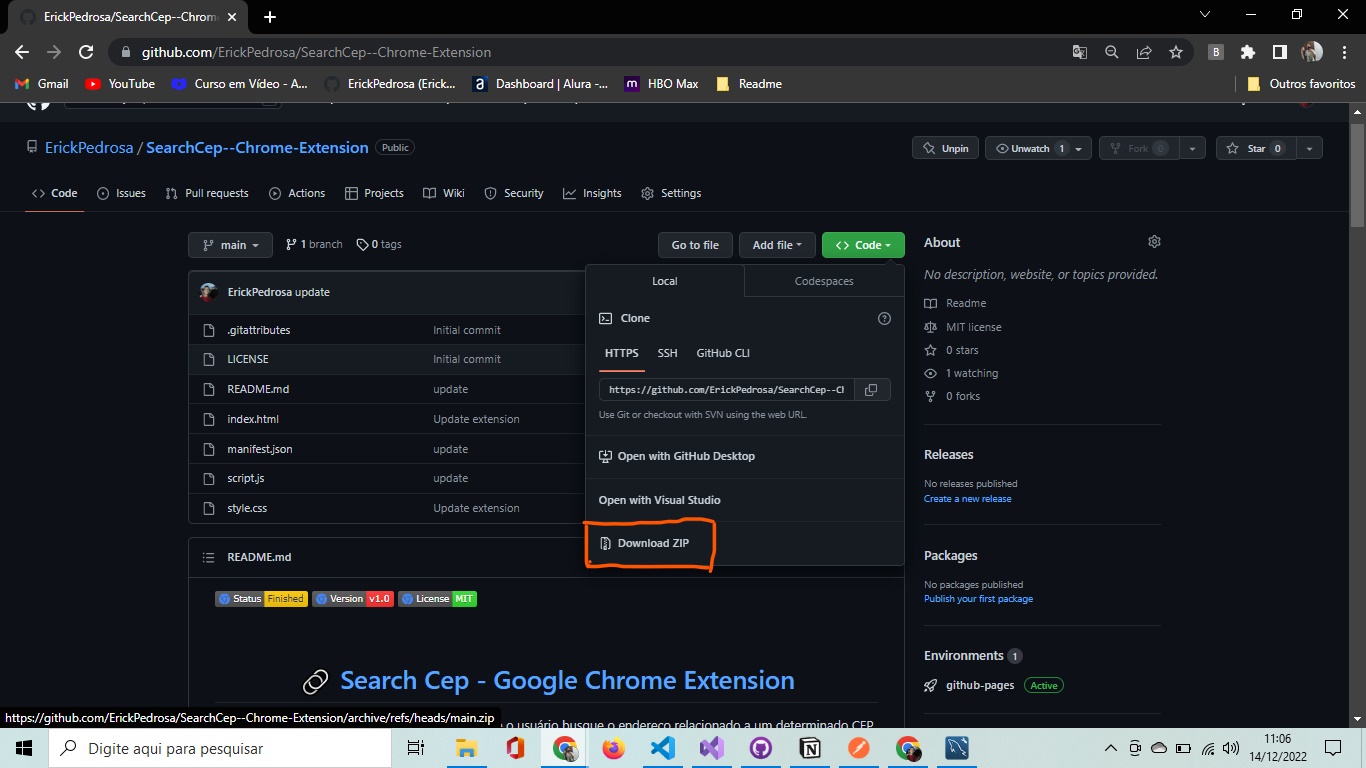 ErickPedrosa/SearchCep--Chrom
github.com/ErickPedrosa/SearchCep--Chrome-Extension
B
Gmail YouTube Curso em Vídeo - A... ErickPedrosa (Erick... a Dashboard | Alura -... m HBO Max Readme Outros favoritos
ErickPedrosa / SearchCep--Chrome-Extension Public
Unpin Unwatch 1 Fork 0 Star 0
Code Issues Pull requests Actions Projects Wiki Security Insights Settings
main 1 branch 0 tags Go to file Add file Code
ErickPedrosa update
.gitattributes Initial commit
LICENSE Initial commit
README.md update
index.html Update extension
manifest.json update
script.js update
style.css Update extension
Local Codespaces
Clone
HTTPS SSH GitHub CLI
https://github.com/ErickPedrosa/SearchCep--Cl
Use Git or checkout with SVN using the web URL.
Open with GitHub Desktop
Open with Visual Studio
Download ZIP
README.md
Status Finished Version v1.0 License MIT
Search Cep - Google Chrome Extension
o usuário busque o endereço relacionado a um determinado CEP
About
No description, website, or topics provided.
Readme
MIT license
0 stars
1 watching
0 forks
Releases
No releases published
Create a new release
Packages
No packages published
Publish your first package
Environments 1
github-pages Active
https://github.com/ErickPedrosa/SearchCep--Chrome-Extension/archive/refs/heads/main.zip
Digite aqui para pesquisar
11:06
14/12/2022